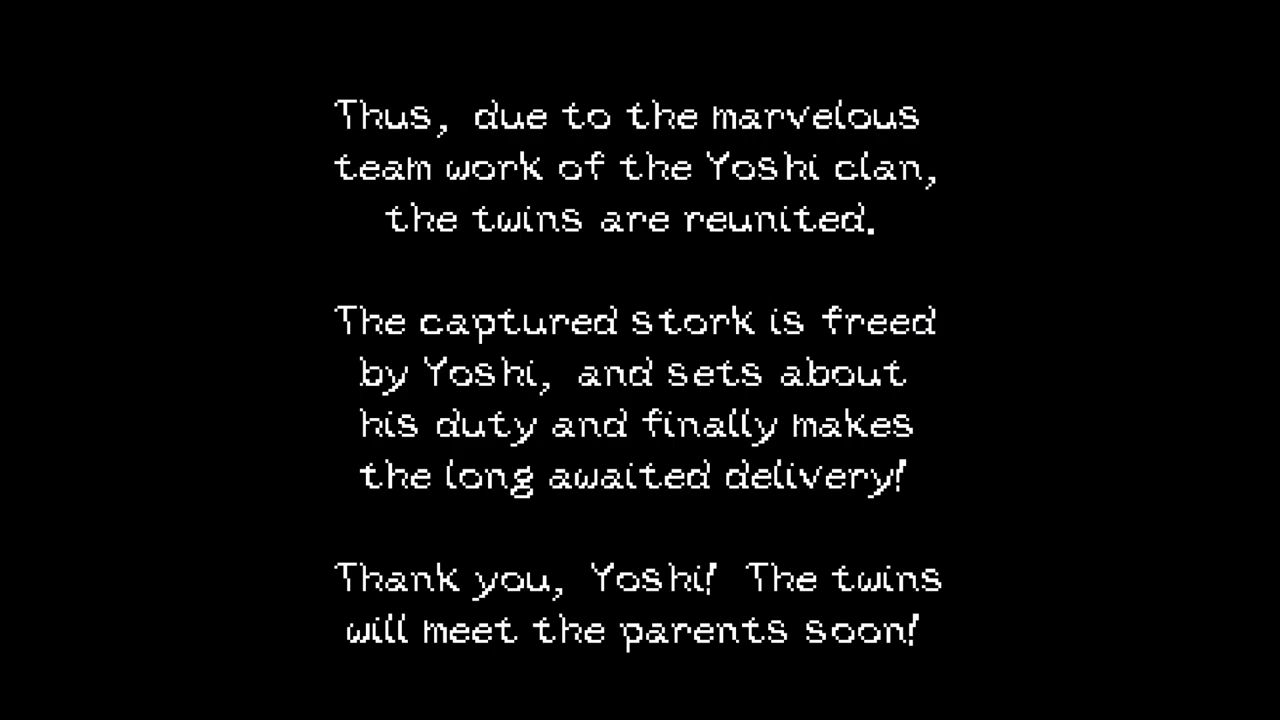 Thus, due to the marvelous
team work of the Yoshi clan,
the twins are reunited.
The captured stork is freed
by Yoshi, and sets about
his duty and finally makes
the long awaited delivery!
Thank you, Yoshi! The twins
will meet the parents soon!